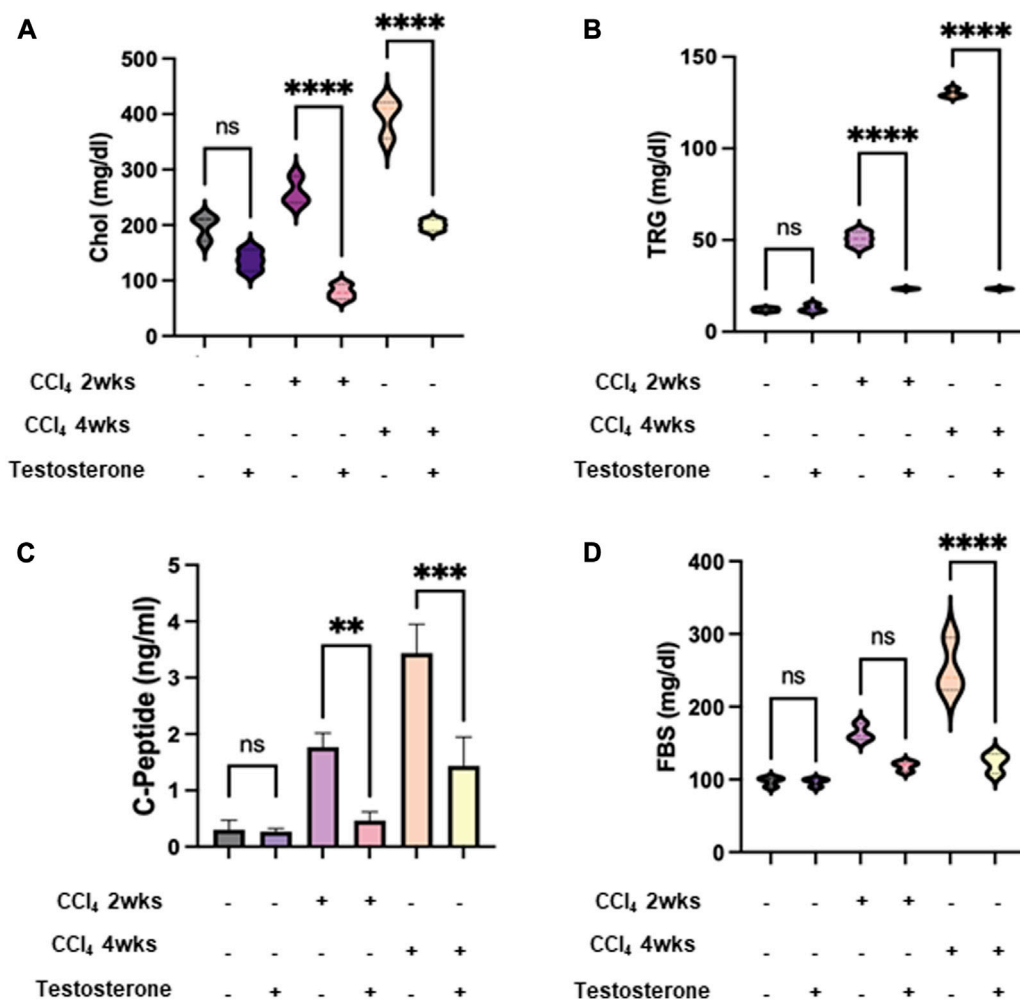 A
Chol (mg/dl)
500
400
300
200
100
0
ns
****
****
CCl₄ 2wks - - + + - -
CCl₄ 4wks - - - - + +
Testosterone - + - + - +
B
TRG (mg/dl)
150
100
50
0
ns
****
****
CCl₄ 2wks - - + + - -
CCl₄ 4wks - - - - + +
Testosterone - + - + - +
C
C-Peptide (ng/ml)
5
4
3
2
1
0
ns
**
***
CCl₄ 2wks - - + + - -
CCl₄ 4wks - - - - + +
Testosterone - + - + - +
D
FBS (mg/dl)
400
300
200
100
0
ns
ns
****
CCl₄ 2wks - - + + - -
CCl₄ 4wks - - - - + +
Testosterone - + - + - +